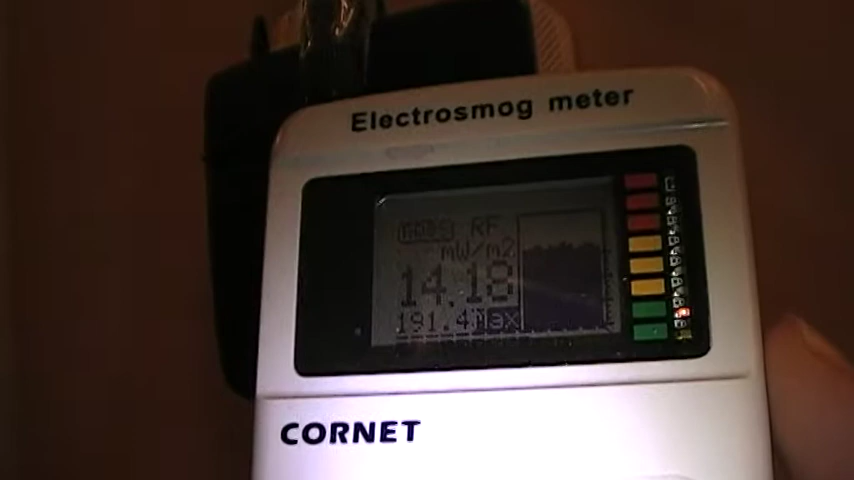 Electrosmog meter
RF
mW/m2
14.18
191.4Max
CORNET